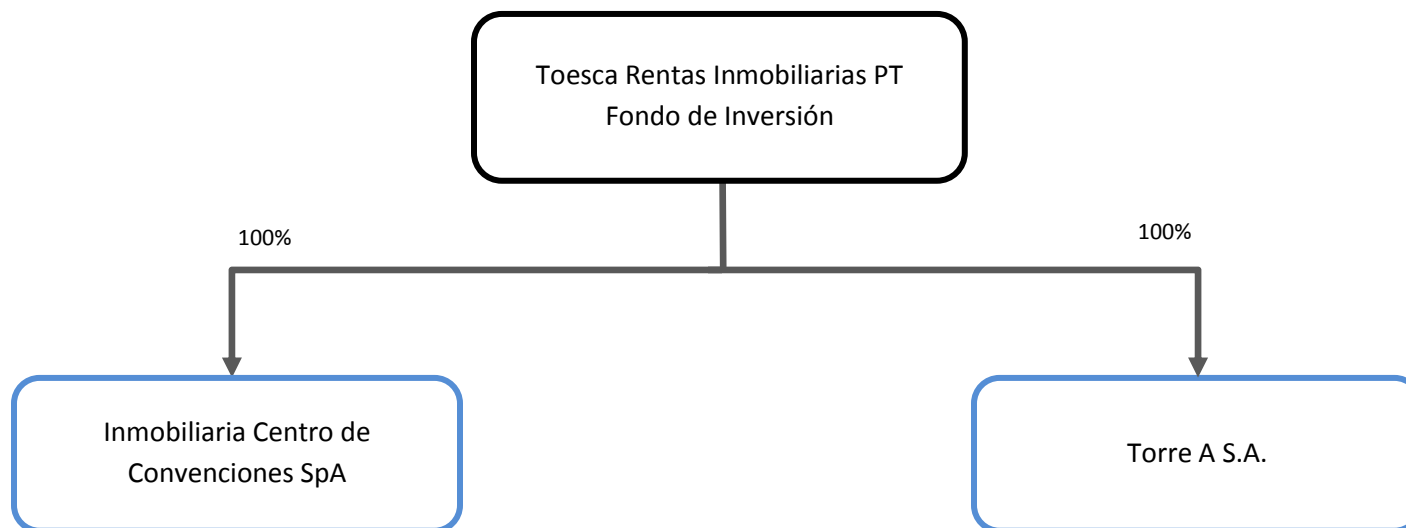 Toesca Rentas Inmobiliarias PT
Fondo de Inversión
100%
100%
Inmobiliaria Centro de
Convenciones SpA
Torre A S.A.